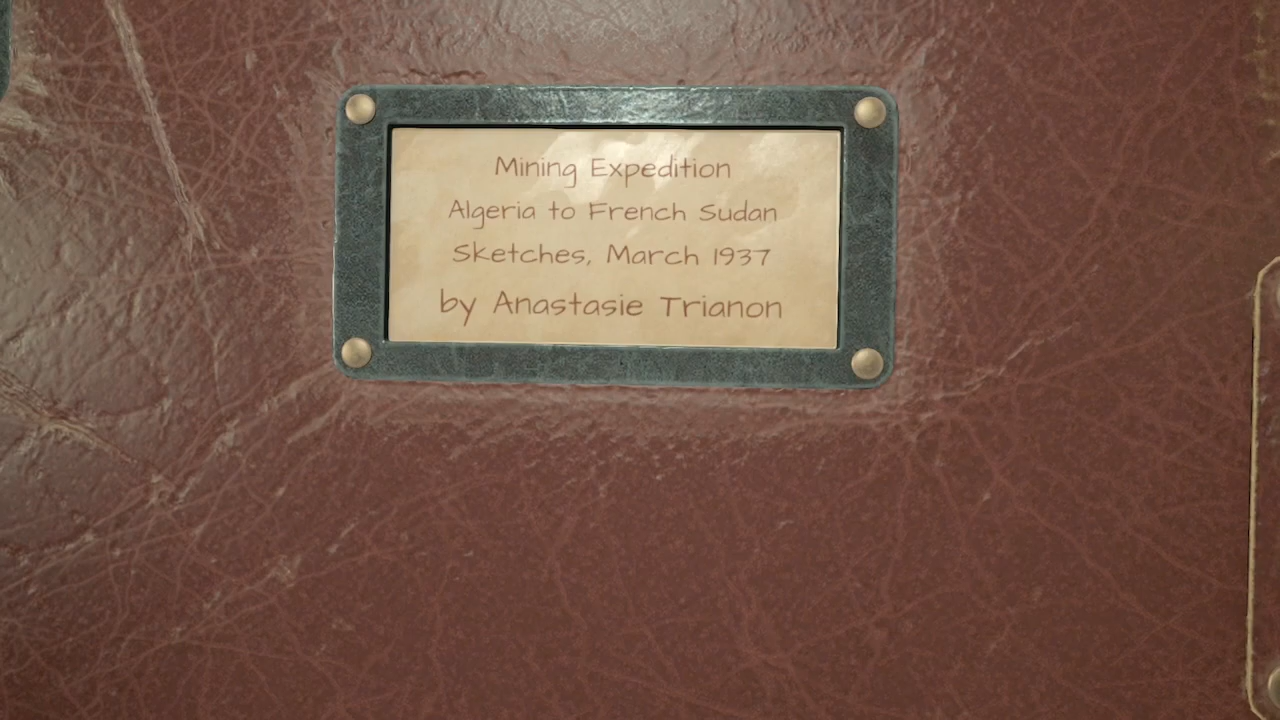 Mining Expedition
Algeria to French Sudan
Sketches, March 1937
by Anastasie Trianon